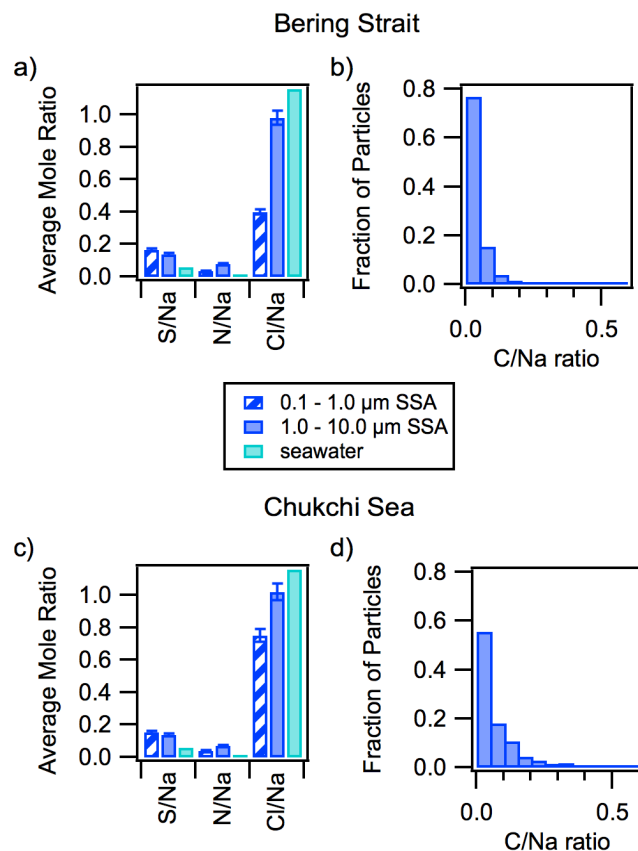 Bering Strait
a)
Average Mole Ratio
1.0
0.8
0.6
0.4
0.2
0.0
S/Na
N/Na
Cl/Na
b)
Fraction of Particles
0.8
0.6
0.4
0.2
0.0
0.0 0.5
C/Na ratio
0.1 - 1.0 µm SSA
1.0 - 10.0 µm SSA
seawater
Chukchi Sea
c)
Average Mole Ratio
1.0
0.8
0.6
0.4
0.2
0.0
S/Na
N/Na
Cl/Na
d)
Fraction of Particles
0.8
0.6
0.4
0.2
0.0
0.0 0.5
C/Na ratio